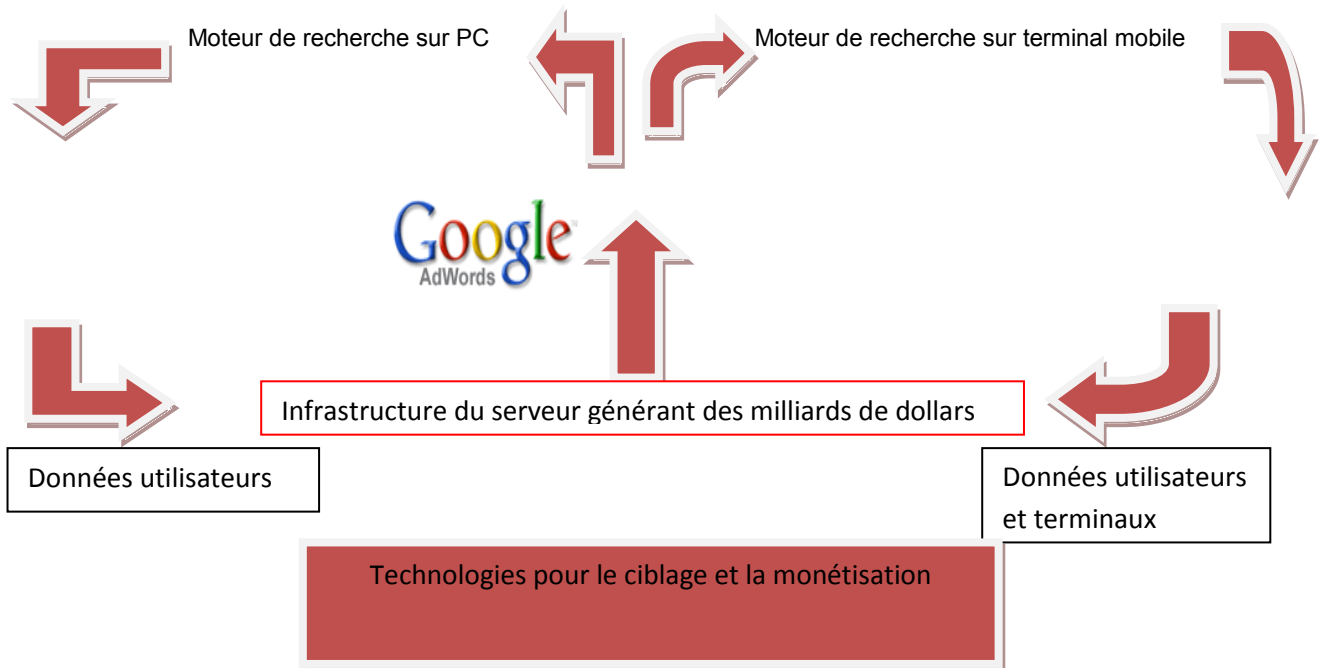 Moteur de recherche sur PC
Moteur de recherche sur terminal mobile
Google
AdWords
Infrastructure du serveur générant des milliards de dollars
Données utilisateurs
Données utilisateurs
et terminaux
Technologies pour le ciblage et la monétisation